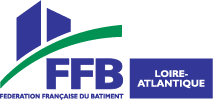 FFB
FEDERATION FRANÇAISE DU BATIMENT
LOIRE-
ATLANTIQUE